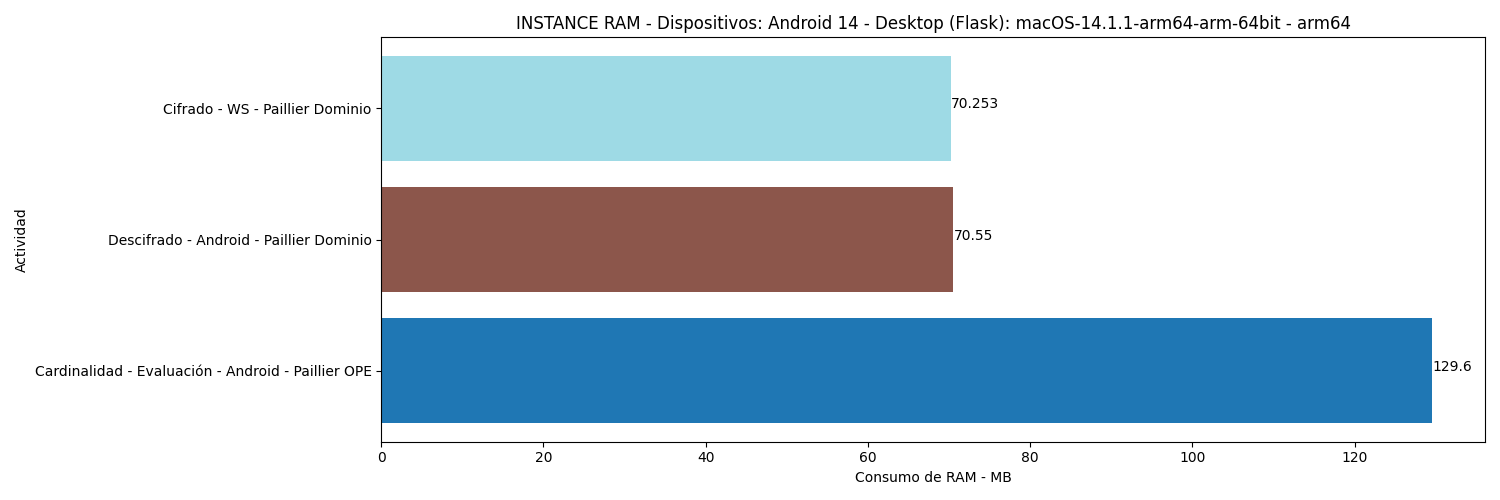 INSTANCE RAM - Dispositivos: Android 14 - Desktop (Flask): macOS-14.1.1-arm64-arm-64bit - arm64
Actividad
Cifrado - WS - Paillier Dominio
70.253
Descifrado - Android - Paillier Dominio
70.55
Cardinalidad - Evaluación - Android - Paillier OPE
129.6
0 20 40 60 80 100 120
Consumo de RAM - MB